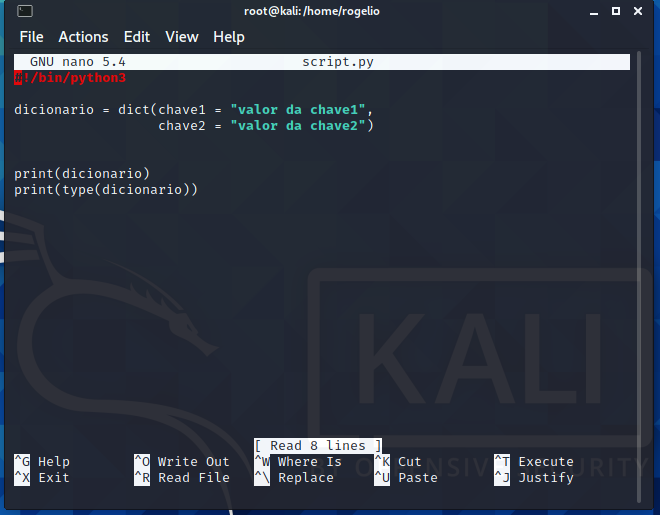 root@kali:/home/rogelio
File Actions Edit View Help
GNU nano 5.4 script.py
#!/bin/python3
dicionario = dict(chave1 = "valor da chave1",
chave2 = "valor da chave2")
print(dicionario)
print(type(dicionario))
KALI
[ Read 8 lines ]
^G Help ^O Write Out ^W Where Is ^K Cut ^T Execute
^X Exit ^R Read File ^\ Replace ^U Paste ^J Justify